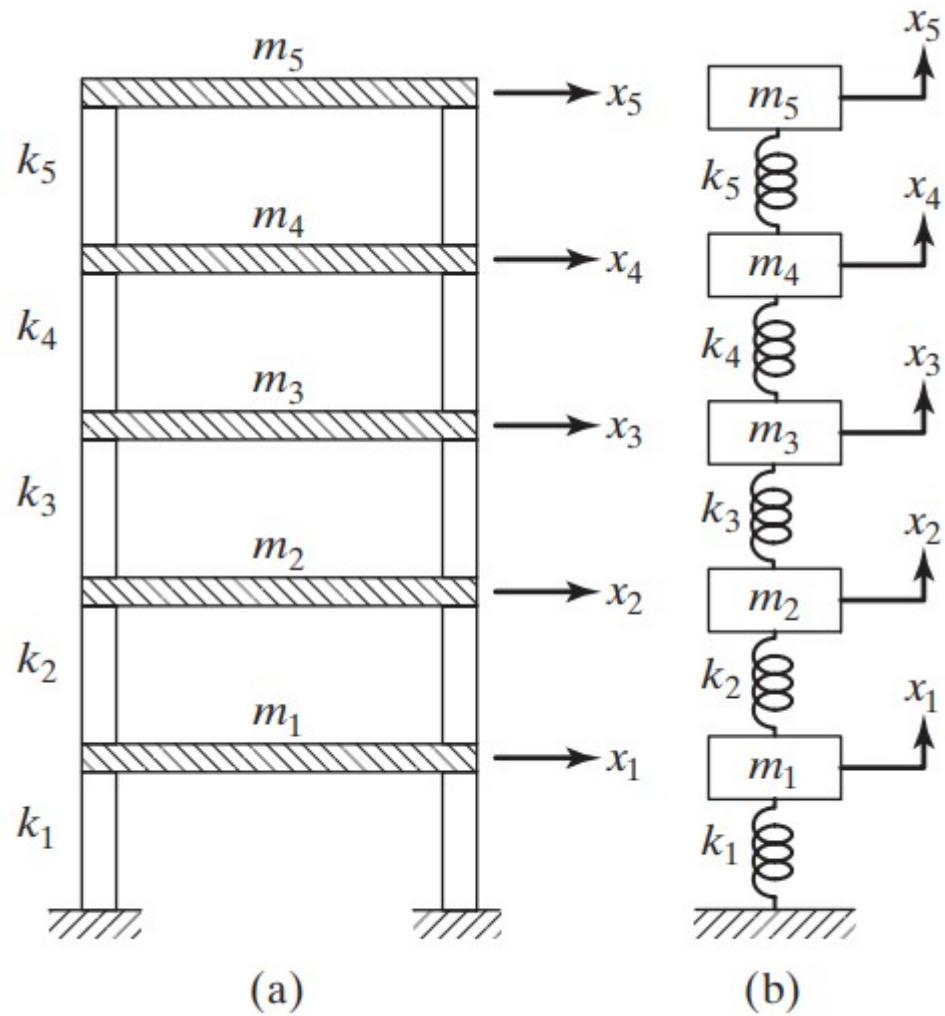 m₅
x₅
k₅
m₄
x₄
k₄
m₃
x₃
k₃
m₂
x₂
k₂
m₁
x₁
k₁
(a)
x₅
m₅
k₅
x₄
m₄
k₄
x₃
m₃
k₃
x₂
m₂
k₂
x₁
m₁
k₁
(b)